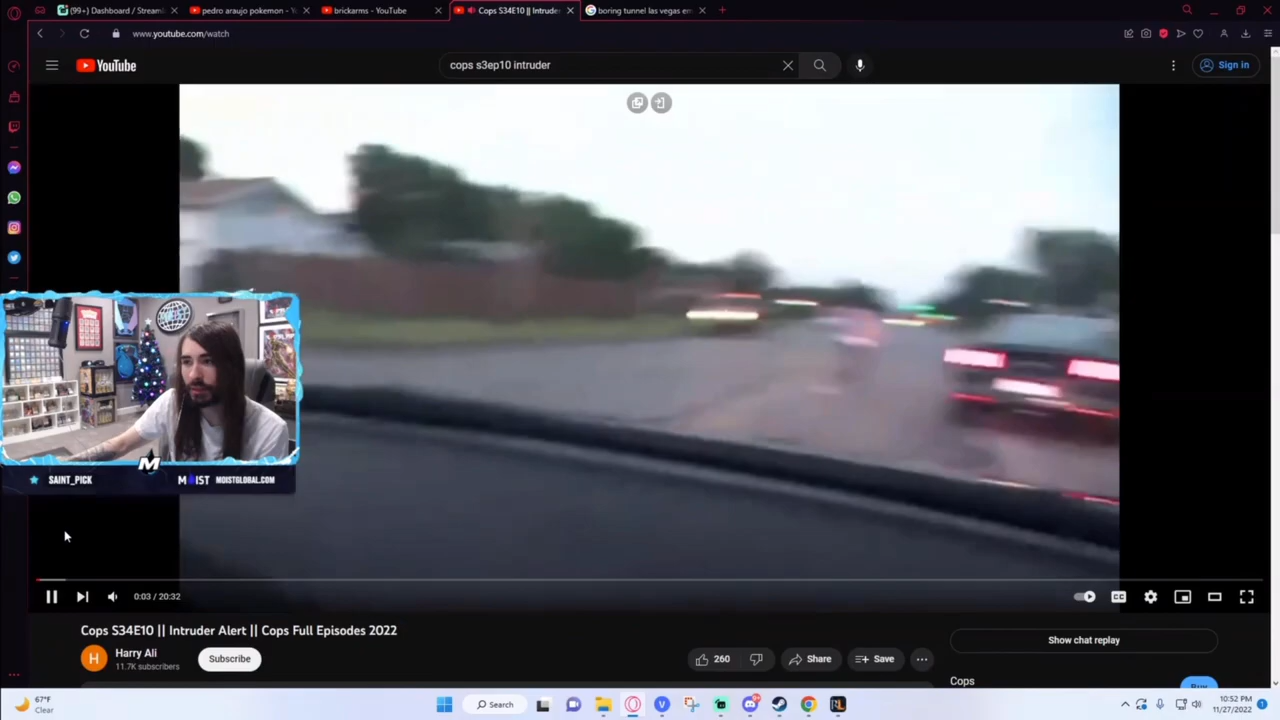 (99+) Dashboard / Streaml
pedro araujo pokemon - Y
brickarms - YouTube
Cops S34E10 || Intruder
boring tunnel las vegas em
www.youtube.com/watch
YouTube
cops s3ep10 intruder
Sign in
SAINT_PICK
M
MOIST MOISTGLOBAL.COM
0:03 / 20:32
CC
Cops S34E10 || Intruder Alert || Cops Full Episodes 2022
Show chat replay
H
Harry Ali
11.7K subscribers
Subscribe
260
Share
Save
Cops
67°F
Clear
Search
10:52 PM
11/27/2022